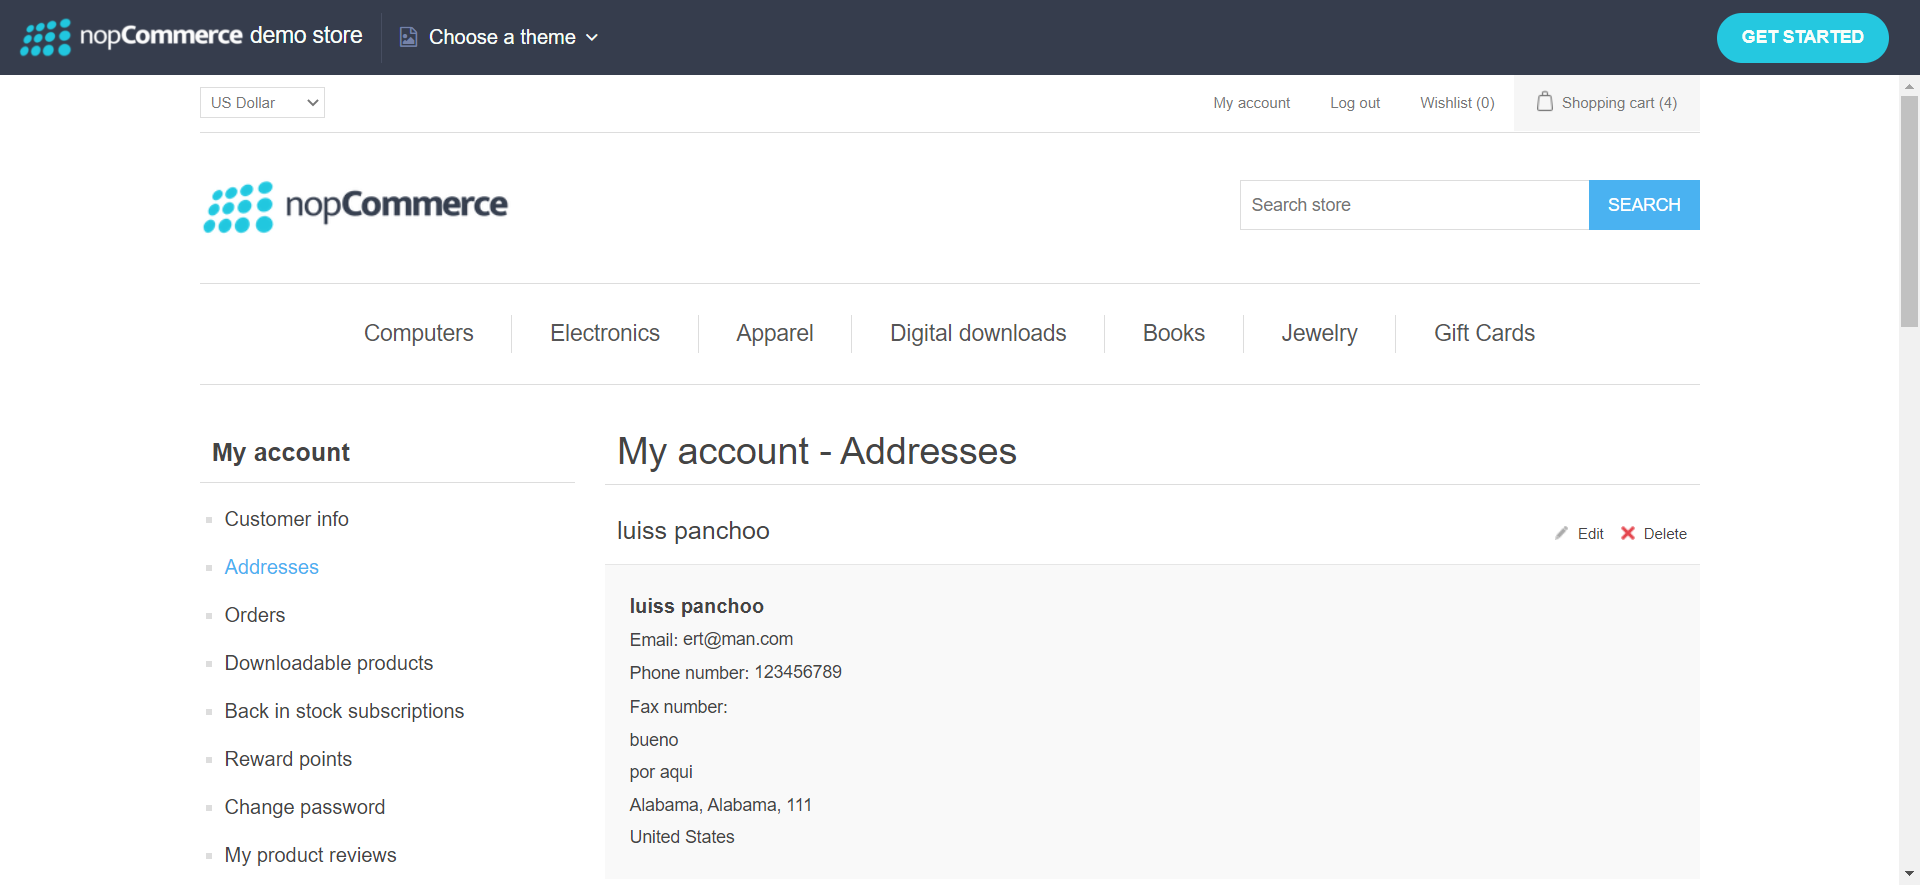 nopCommerce demo store Choose a theme GET STARTED
US Dollar My account Log out Wishlist (0) Shopping cart (4)
nopCommerce Search store SEARCH
Computers Electronics Apparel Digital downloads Books Jewelry Gift Cards
My account
Customer info
Addresses
Orders
Downloadable products
Back in stock subscriptions
Reward points
Change password
My product reviews
My account - Addresses
luiss panchoo Edit Delete
luiss panchoo
Email: ert@man.com
Phone number: 123456789
Fax number:
bueno
por aqui
Alabama, Alabama, 111
United States